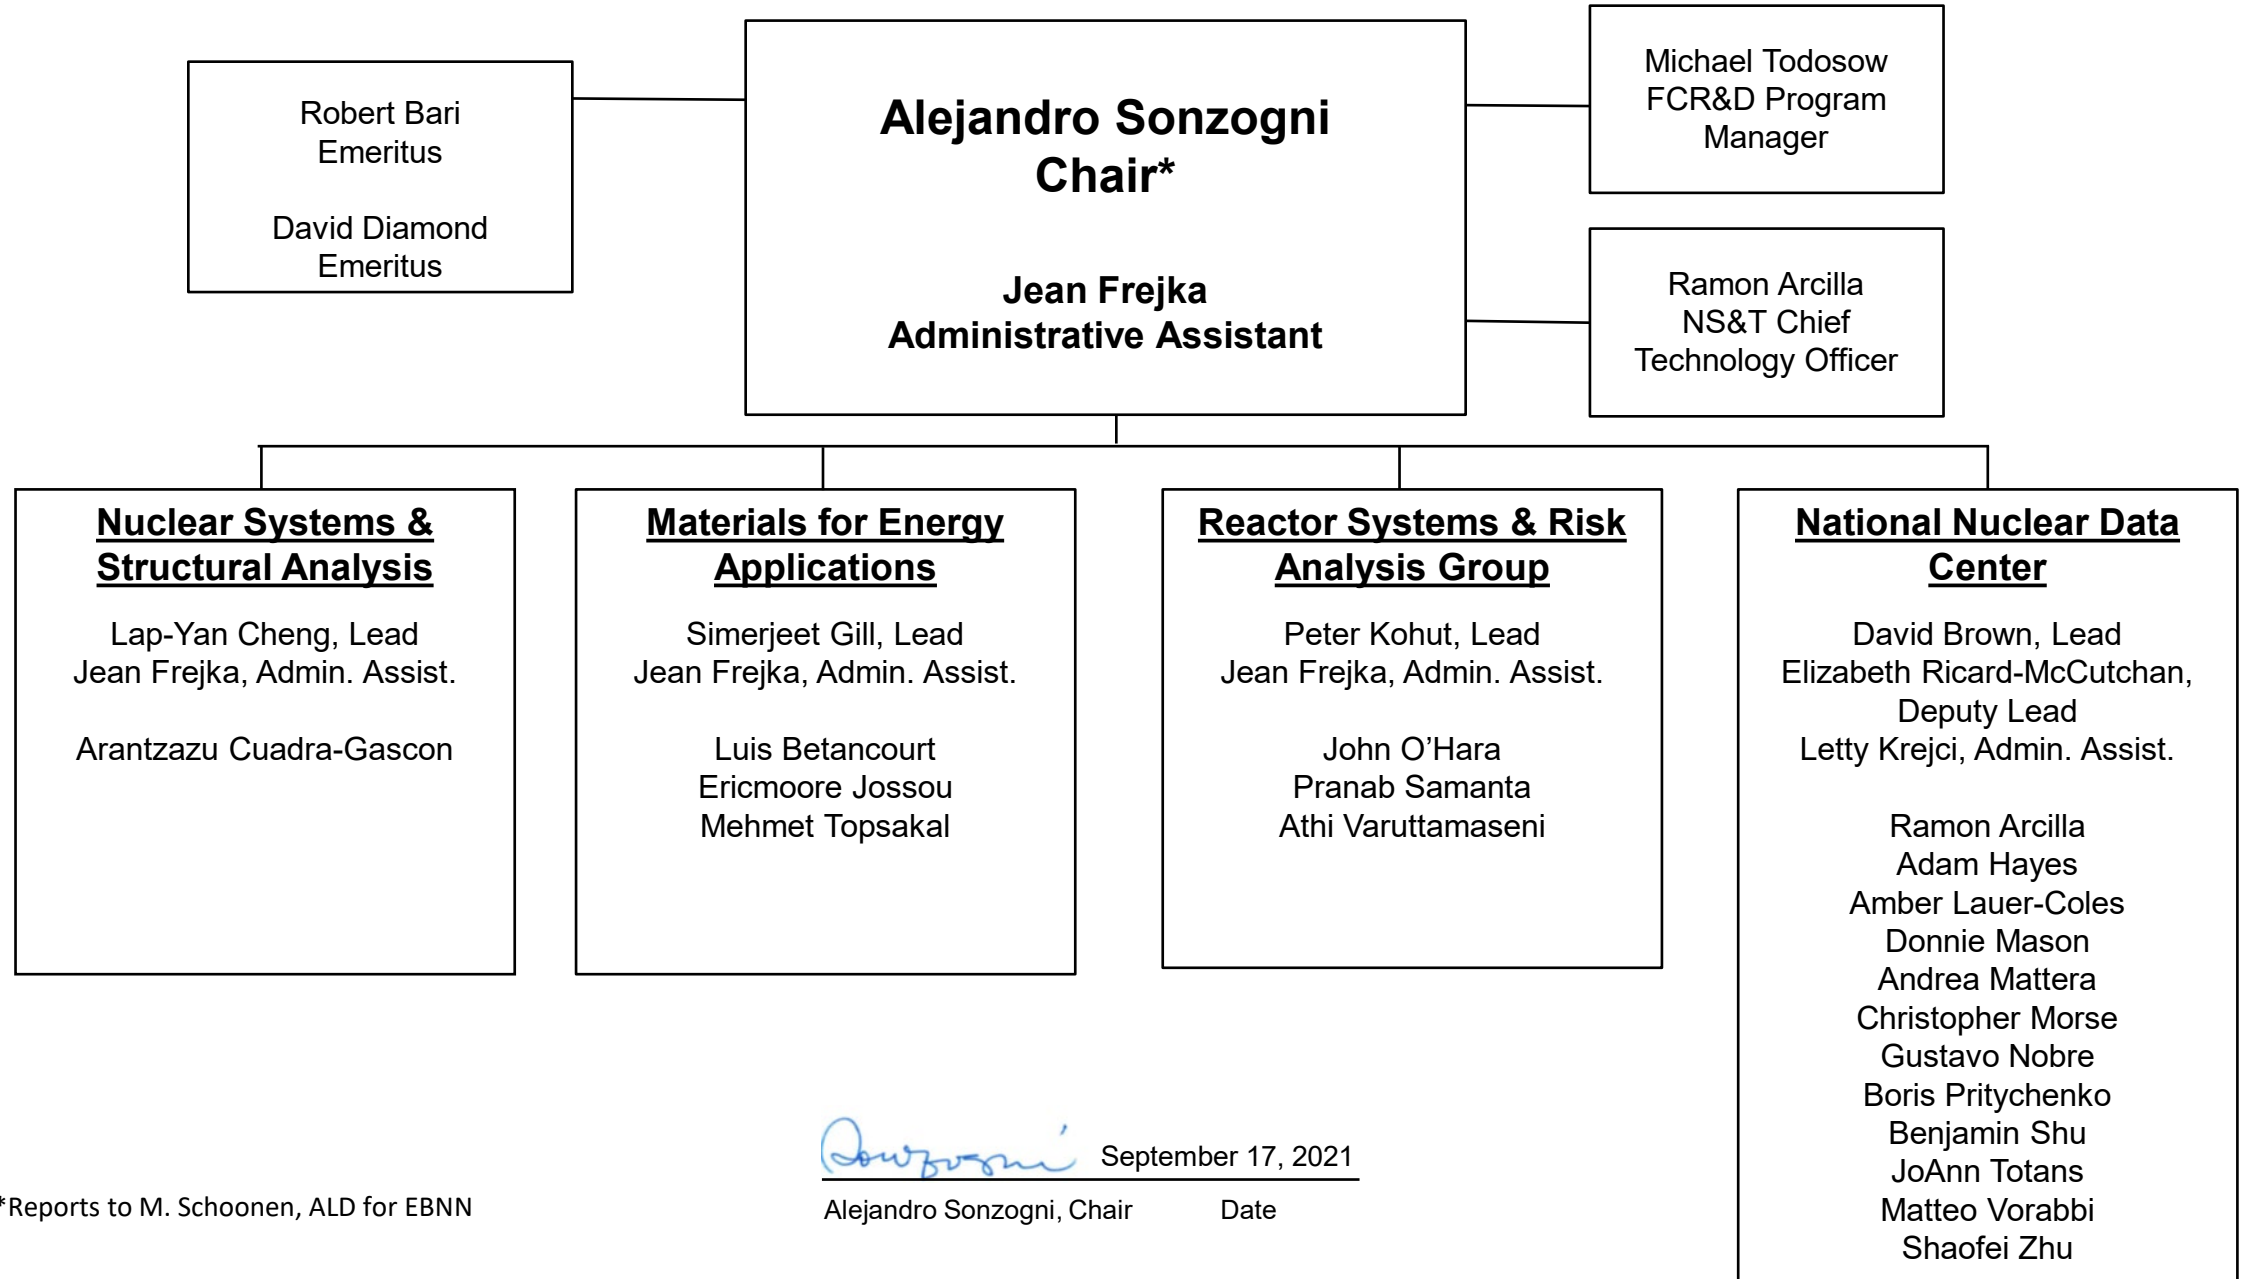 Robert Bari
Emeritus
David Diamond
Emeritus
Alejandro Sonzogni
Chair*
Jean Frejka
Administrative Assistant
Michael Todosow
FCR&D Program
Manager
Ramon Arcilla
NS&T Chief
Technology Officer
Nuclear Systems &
Structural Analysis
Lap-Yan Cheng, Lead
Jean Frejka, Admin. Assist.
Arantzazu Cuadra-Gascon
Materials for Energy
Applications
Simerjeet Gill, Lead
Jean Frejka, Admin. Assist.
Luis Betancourt
Ericmoore Jossou
Mehmet Topsakal
Reactor Systems & Risk
Analysis Group
Peter Kohut, Lead
Jean Frejka, Admin. Assist.
John O’Hara
Pranab Samanta
Athi Varuttamaseni
National Nuclear Data
Center
David Brown, Lead
Elizabeth Ricard-McCutchan,
Deputy Lead
Letty Krejci, Admin. Assist.
Ramon Arcilla
Adam Hayes
Amber Lauer-Coles
Donnie Mason
Andrea Mattera
Christopher Morse
Gustavo Nobre
Boris Pritychenko
Benjamin Shu
JoAnn Totans
Matteo Vorabbi
Shaofei Zhu
Sonzogni September 17, 2021
Alejandro Sonzogni, Chair Date
*Reports to M. Schoonen, ALD for EBNN